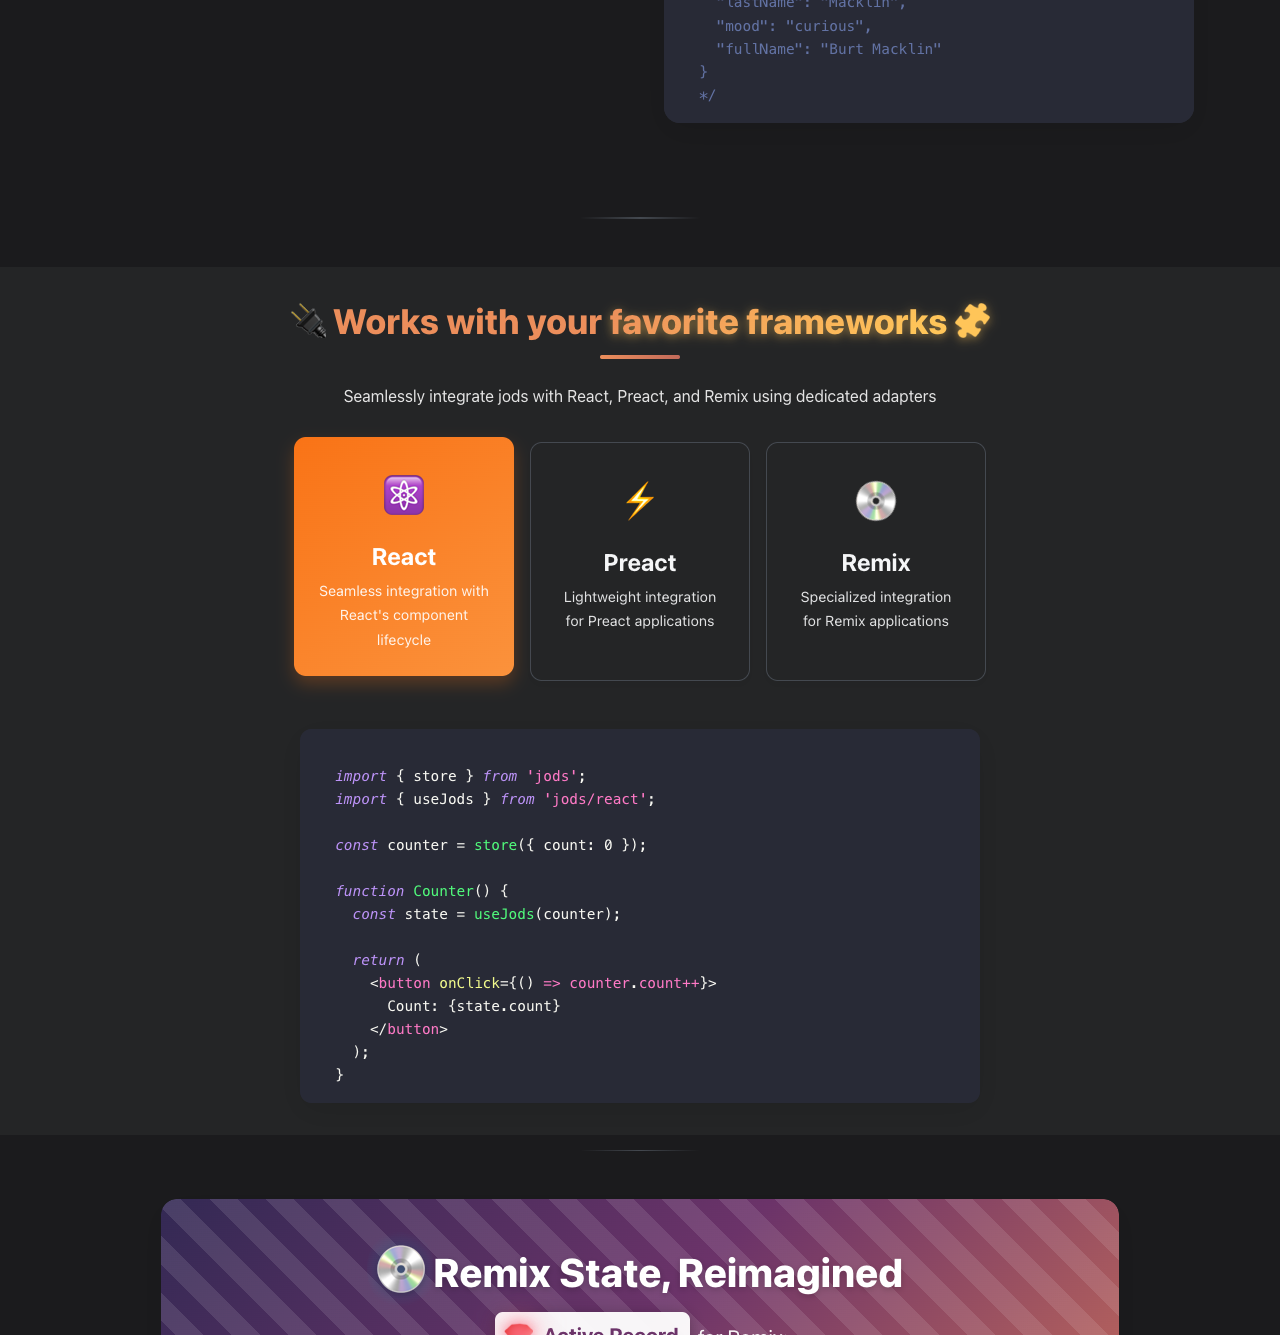 "lastName": "Macklin",
"mood": "curious",
"fullName": "Burt Macklin"
}
*/
Works with your favorite frameworks
Seamlessly integrate jods with React, Preact, and Remix using dedicated adapters
React
Seamless integration with
React's component
lifecycle
Preact
Lightweight integration
for Preact applications
Remix
Specialized integration
for Remix applications
import { store } from 'jods';
import { useJods } from 'jods/react';
const counter = store({ count: 0 });
function Counter() {
const state = useJods(counter);
return (
<button onClick={() => counter.count++}>
Count: {state.count}
</button>
);
}
Remix State, Reimagined
Active Record for Remix